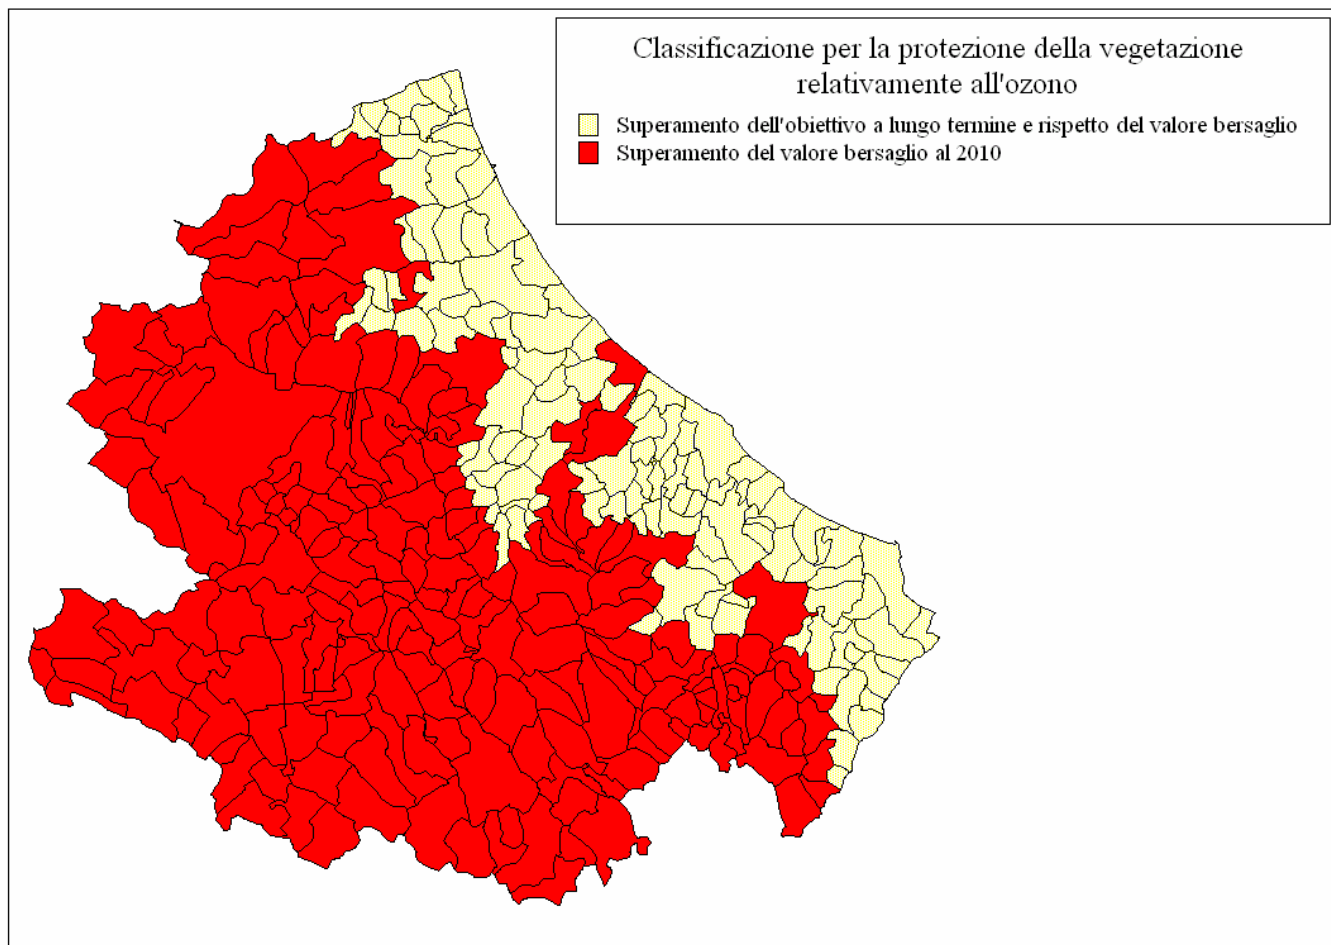 Classificazione per la protezione della vegetazione
relativamente all'ozono
Superamento dell'obiettivo a lungo termine e rispetto del valore bersaglio
Superamento del valore bersaglio al 2010